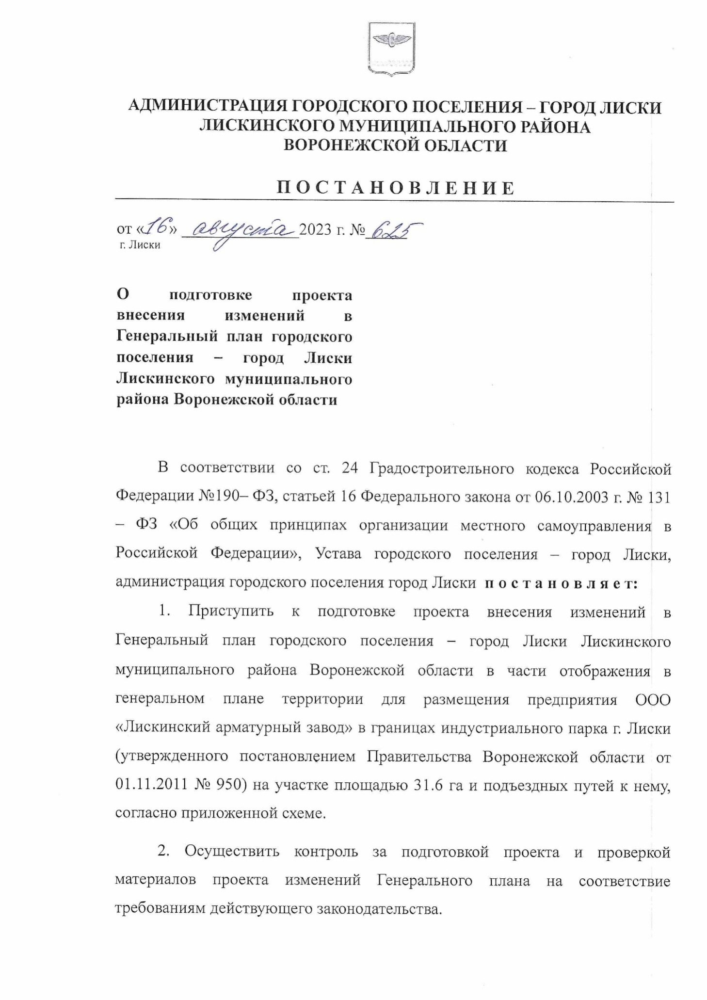 АДМИНИСТРАЦИЯ ГОРОДСКОГО ПОСЕЛЕНИЯ – ГОРОД ЛИСКИ
ЛИСКИНСКОГО МУНИЦИПАЛЬНОГО РАЙОНА
ВОРОНЕЖСКОЙ ОБЛАСТИ
П О С Т А Н О В Л Е Н И Е
от «16» августа 2023 г. № 625
г. Лиски
О подготовке проекта
внесения изменений в
Генеральный план городского
поселения – город Лиски
Лискинского муниципального
района Воронежской области
В соответствии со ст. 24 Градостроительного кодекса Российской
Федерации №190– ФЗ, статьей 16 Федерального закона от 06.10.2003 г. № 131
– ФЗ «Об общих принципах организации местного самоуправления в
Российской Федерации», Устава городского поселения – город Лиски,
администрация городского поселения город Лиски п о с т а н о в л я е т:
1. Приступить к подготовке проекта внесения изменений в
Генеральный план городского поселения – город Лиски Лискинского
муниципального района Воронежской области в части отображения в
генеральном плане территории для размещения предприятия ООО
«Лискинский арматурный завод» в границах индустриального парка г. Лиски
(утвержденного постановлением Правительства Воронежской области от
01.11.2011 № 950) на участке площадью 31.6 га и подъездных путей к нему,
согласно приложенной схеме.
2. Осуществить контроль за подготовкой проекта и проверкой
материалов проекта изменений Генерального плана на соответствие
требованиям действующего законодательства.